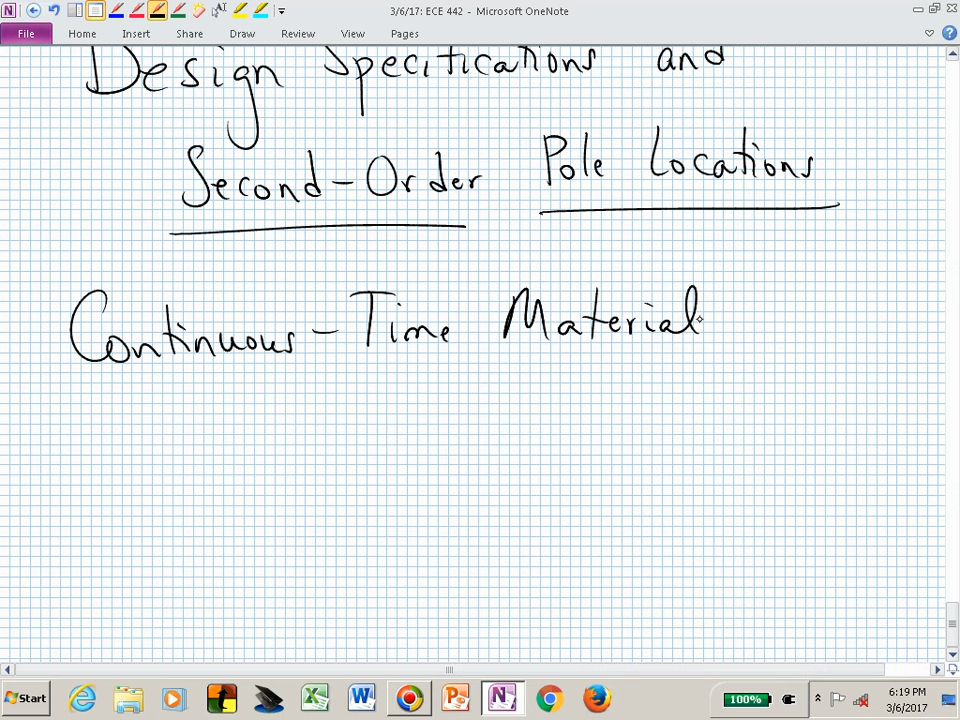 3/6/17: ECE 442 - Microsoft OneNote
File Home Insert Share Draw Review View Pages
Design Specifications and
Second-Order Pole Locations
Continuous-Time Material
Start
100%
6:19 PM
3/6/2017